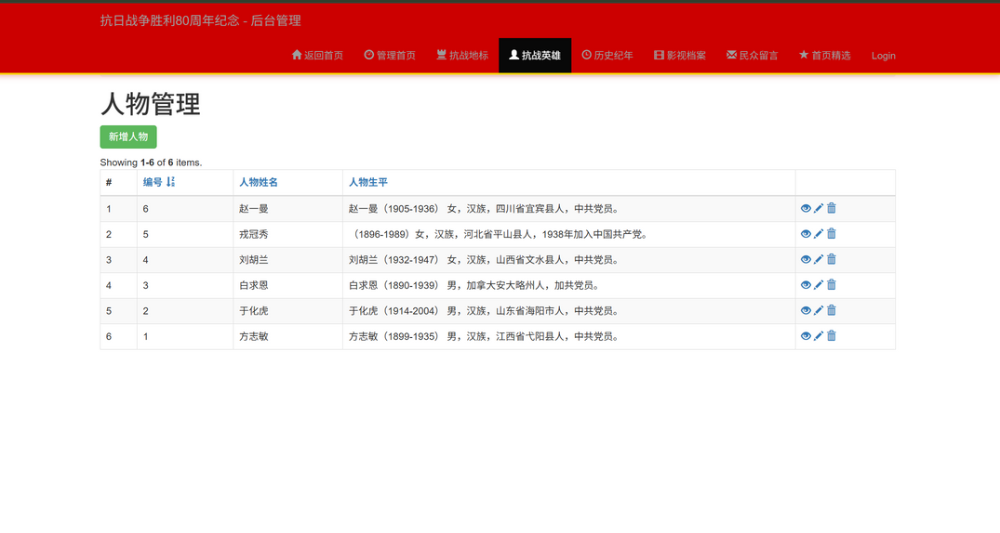 抗日战争胜利80周年纪念 - 后台管理
返回首页 管理首页 抗战地标 抗战英雄 历史纪年 影视档案 民众留言 首页精选 Login
人物管理
新增人物
Showing 1-6 of 6 items.
# 编号 人物姓名 人物生平
1 6 赵一曼 赵一曼（1905-1936） 女，汉族，四川省宜宾县人，中共党员。
2 5 戎冠秀 （1896-1989）女，汉族，河北省平山县人，1938年加入中国共产党。
3 4 刘胡兰 刘胡兰（1932-1947） 女，汉族，山西省文水县人，中共党员。
4 3 白求恩 白求恩（1890-1939） 男，加拿大安大略州人，加共党员。
5 2 于化虎 于化虎（1914-2004） 男，汉族，山东省海阳市人，中共党员。
6 1 方志敏 方志敏（1899-1935） 男，汉族，江西省弋阳县人，中共党员。